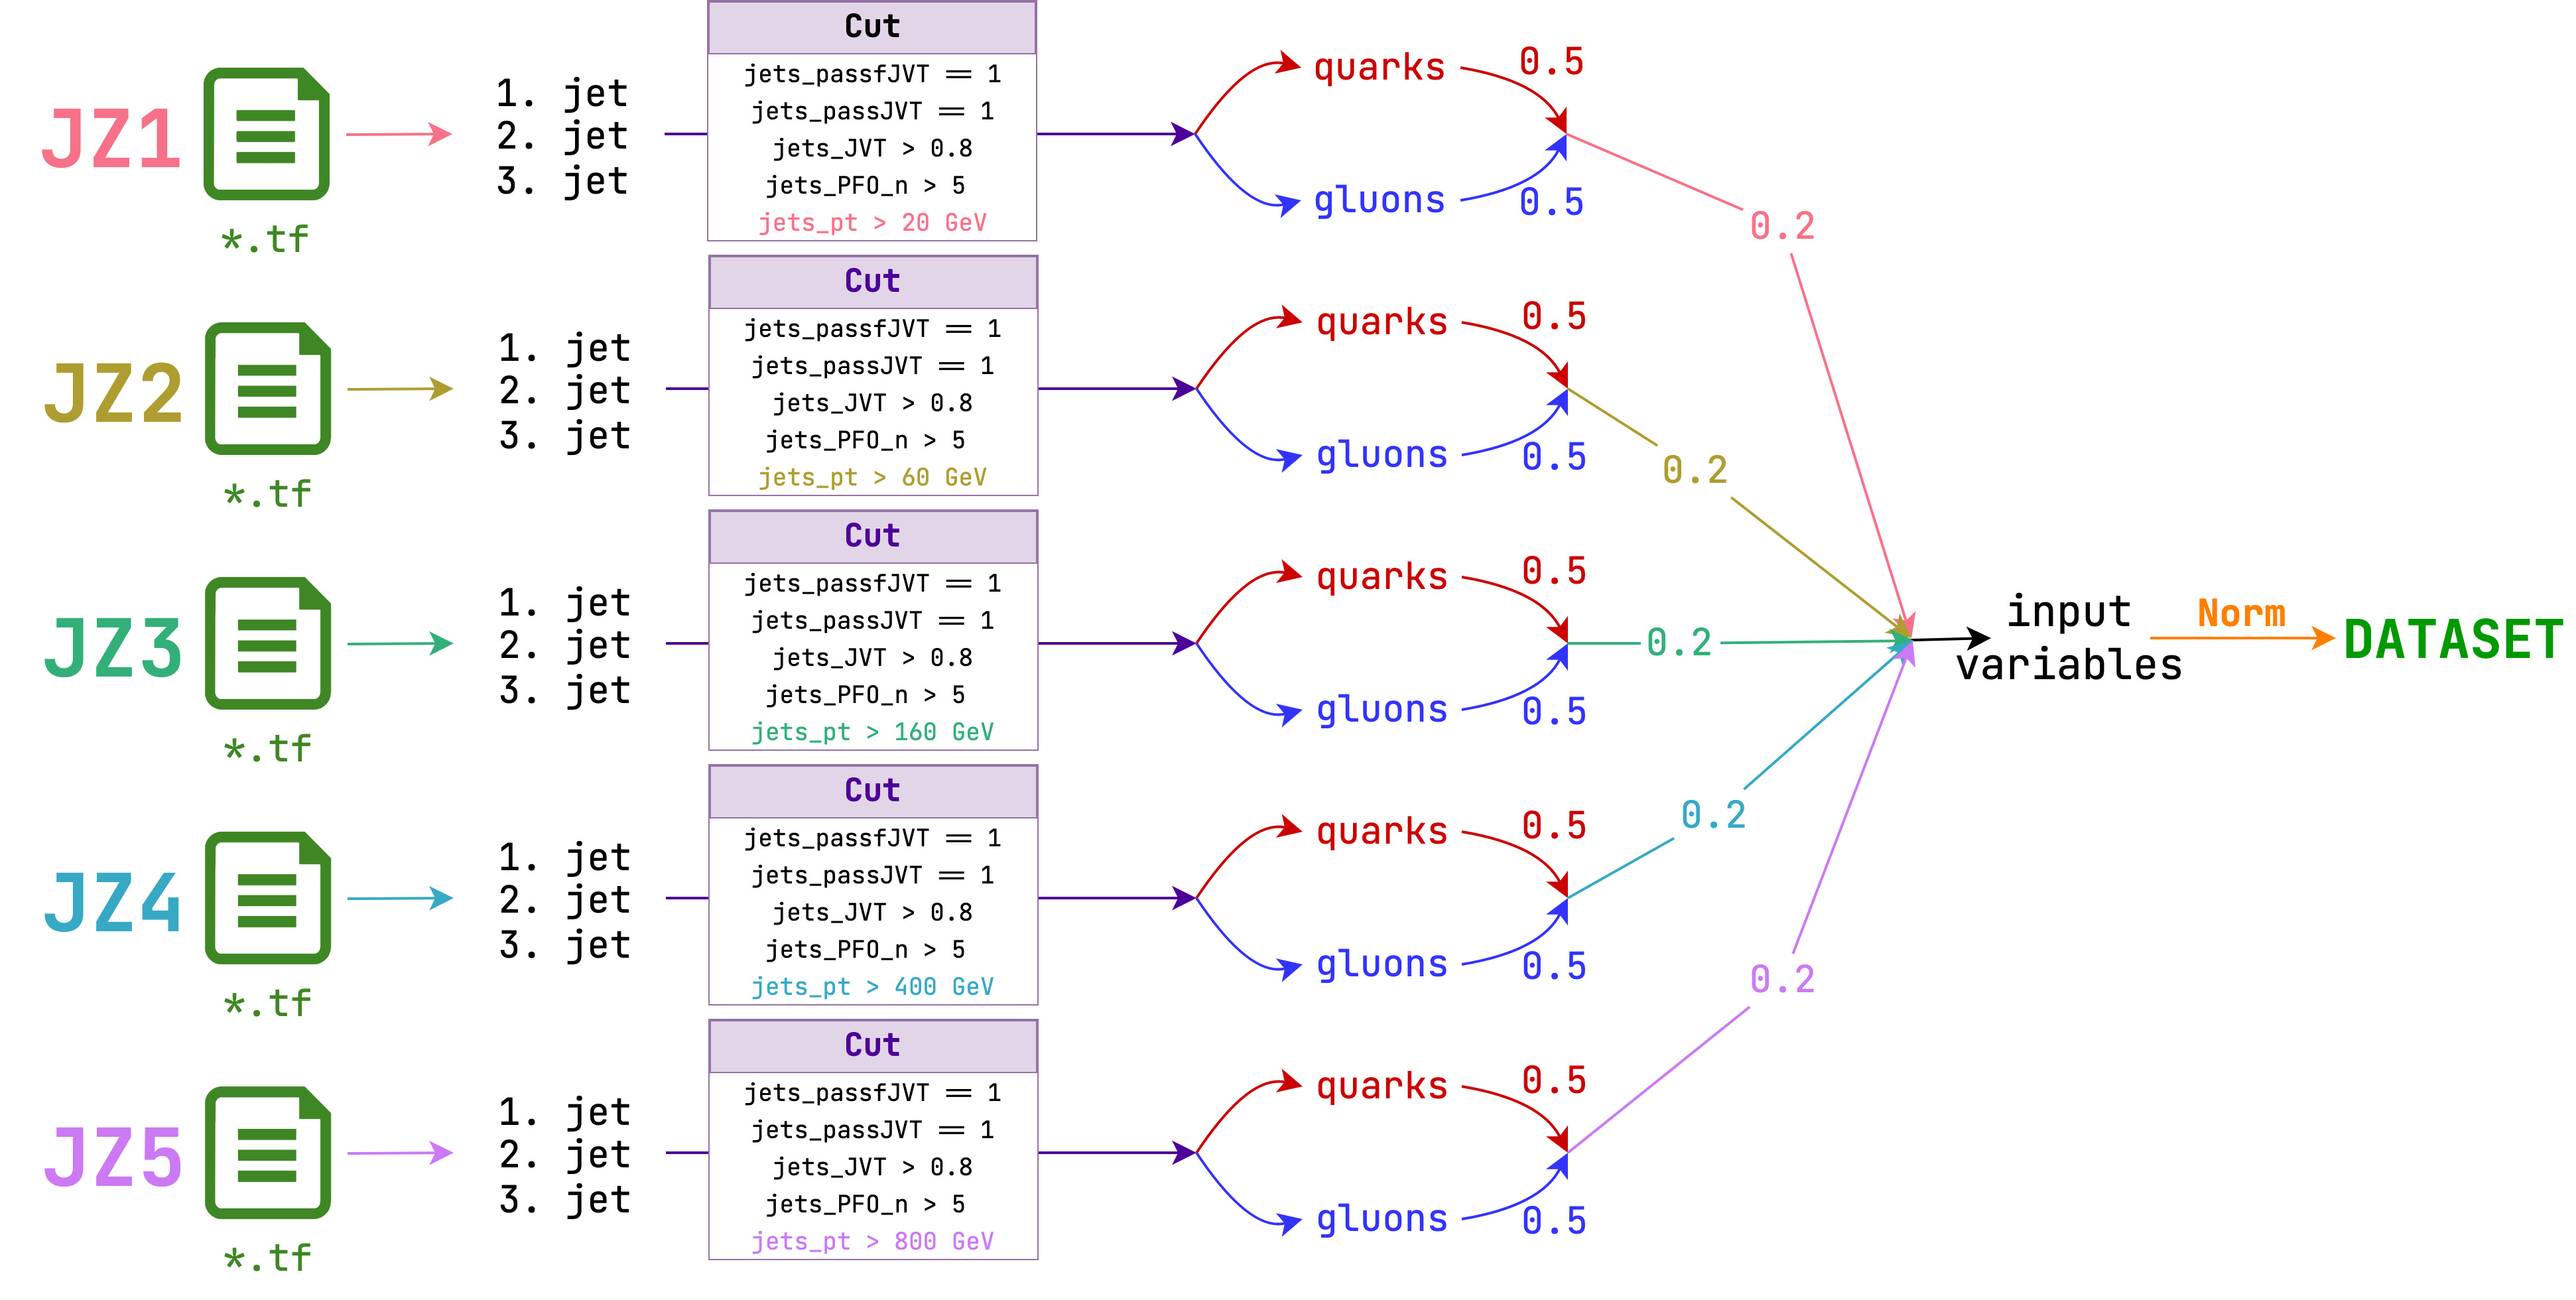 JZ1
*.tf
1. jet
2. jet
3. jet
Cut
jets_passfJVT == 1
jets_passJVT == 1
jets_JVT > 0.8
jets_PFO_n > 5
jets_pt > 20 GeV
quarks
0.5
gluons
0.5
0.2
JZ2
*.tf
1. jet
2. jet
3. jet
Cut
jets_passfJVT == 1
jets_passJVT == 1
jets_JVT > 0.8
jets_PFO_n > 5
jets_pt > 60 GeV
quarks
0.5
gluons
0.5
0.2
JZ3
*.tf
1. jet
2. jet
3. jet
Cut
jets_passfJVT == 1
jets_passJVT == 1
jets_JVT > 0.8
jets_PFO_n > 5
jets_pt > 160 GeV
quarks
0.5
gluons
0.5
0.2
JZ4
*.tf
1. jet
2. jet
3. jet
Cut
jets_passfJVT == 1
jets_passJVT == 1
jets_JVT > 0.8
jets_PFO_n > 5
jets_pt > 400 GeV
quarks
0.5
gluons
0.5
0.2
JZ5
*.tf
1. jet
2. jet
3. jet
Cut
jets_passfJVT == 1
jets_passJVT == 1
jets_JVT > 0.8
jets_PFO_n > 5
jets_pt > 800 GeV
quarks
0.5
gluons
0.5
0.2
input
variables
Norm
DATASET